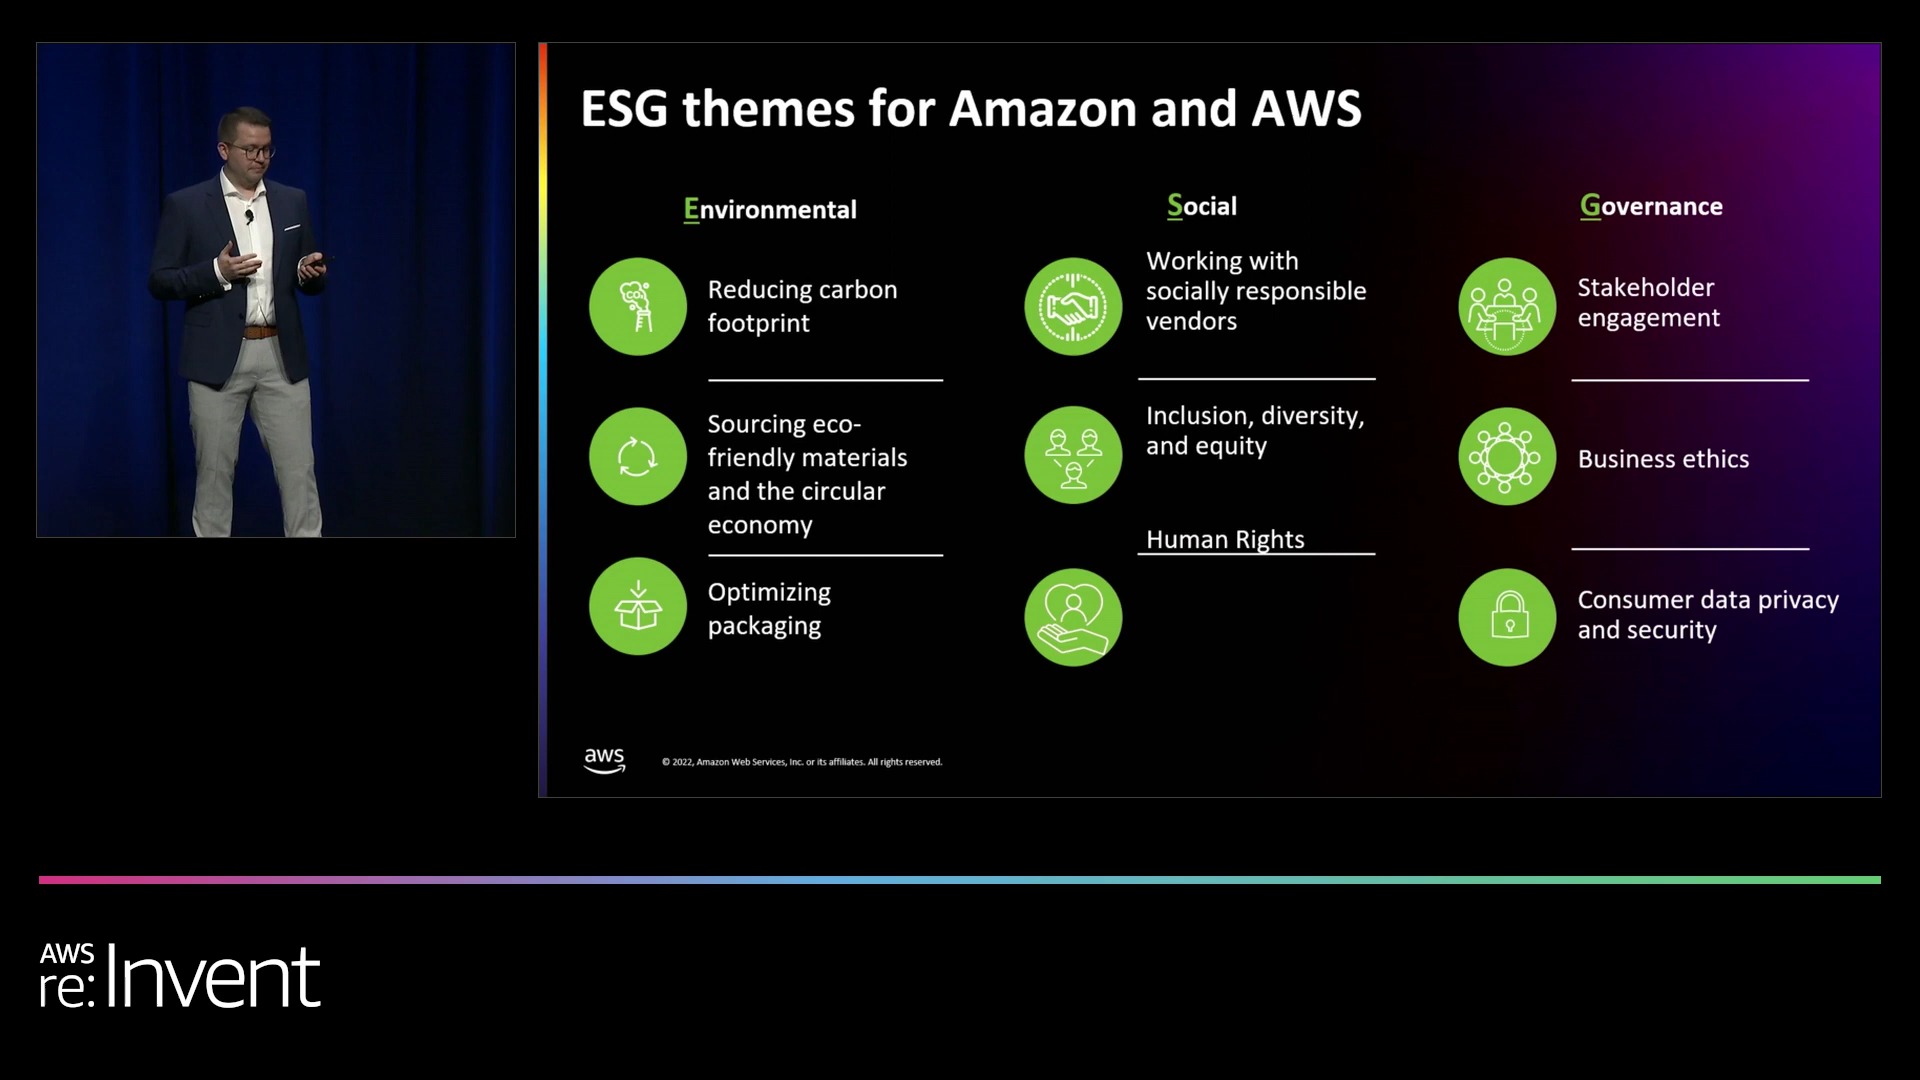 ESG themes for Amazon and AWS
Environmental
Reducing carbon
footprint
Sourcing eco-
friendly materials
and the circular
economy
Optimizing
packaging
Social
Working with
socially responsible
vendors
Inclusion, diversity,
and equity
Human Rights
Governance
Stakeholder
engagement
Business ethics
Consumer data privacy
and security
CO₂
aws
© 2022, Amazon Web Services, Inc. or its affiliates. All rights reserved.
AWS
re:Invent